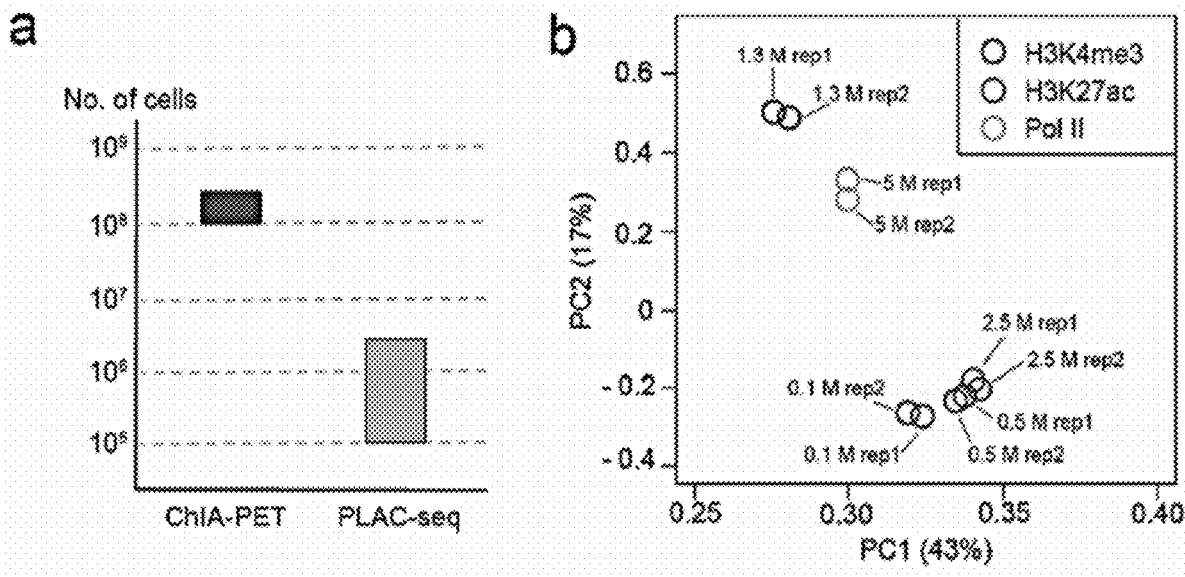 a
No. of cells
10⁹
10⁸
10⁷
10⁶
10⁵
ChIA-PET
PLAC-seq
b
PC2 (17%)
0.6
0.4
0.2
0
- 0.2
- 0.4
1.3 M rep1
1.3 M rep2
5 M rep1
5 M rep2
2.5 M rep1
2.5 M rep2
0.1 M rep2
0.1 M rep1
0.5 M rep1
0.5 M rep2
H3K4me3
H3K27ac
Pol II
0.25
0.30
0.35
0.40
PC1 (43%)